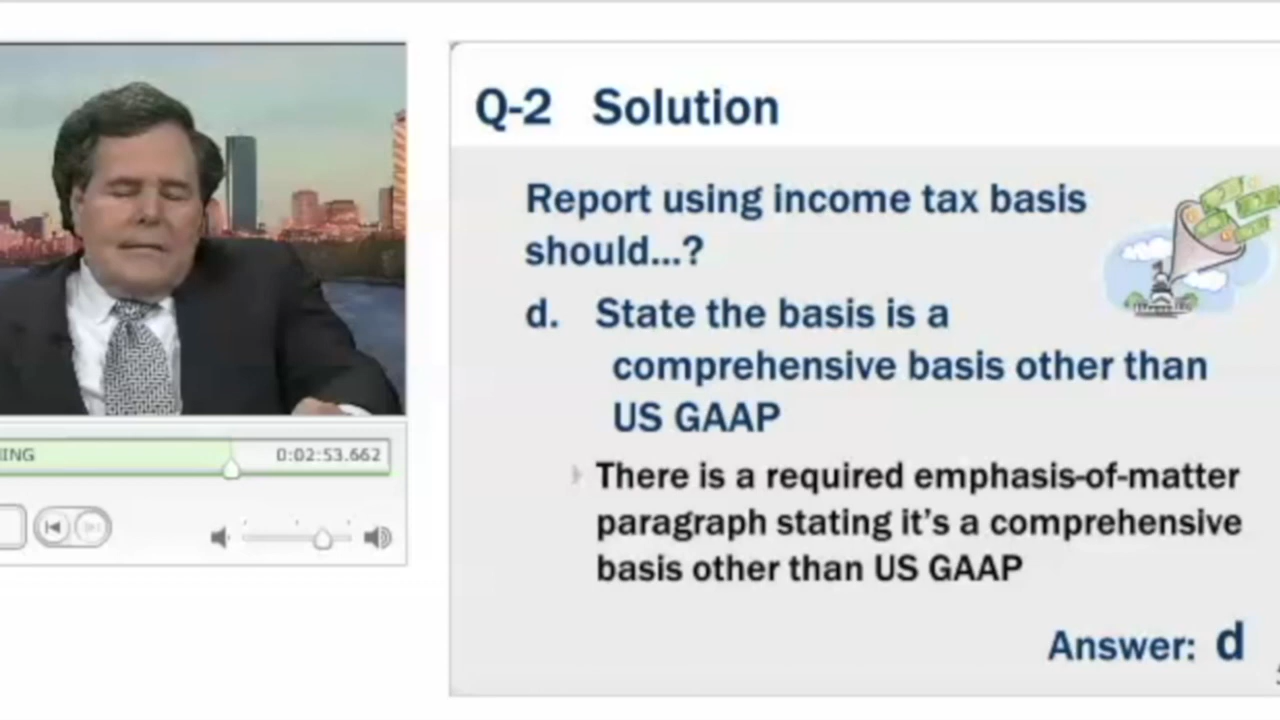 Q-2 Solution
Report using income tax basis
should...?
d. State the basis is a
comprehensive basis other than
US GAAP
There is a required emphasis-of-matter
paragraph stating it's a comprehensive
basis other than US GAAP
Answer: d
ING
0:02:53.662